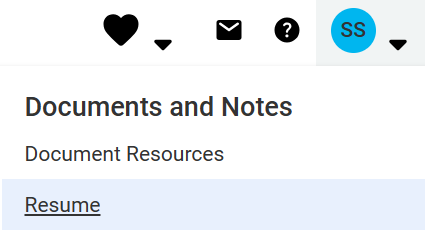 ?
SS
Documents and Notes
Document Resources
Resume